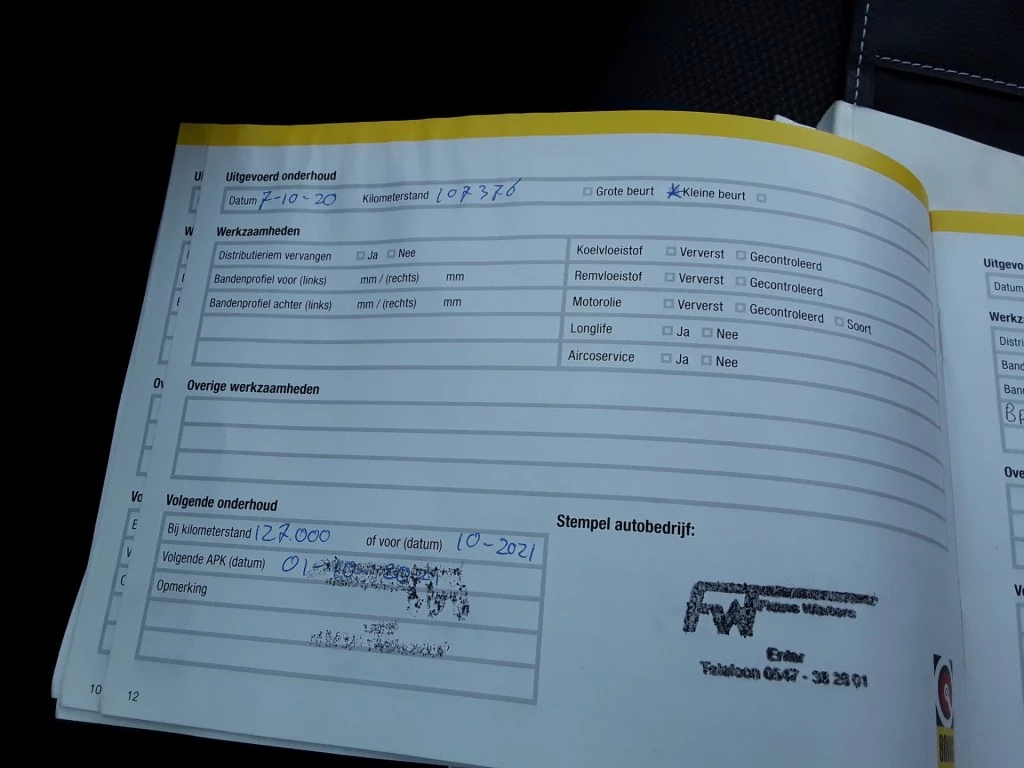 Uitgevoerd onderhoud
Datum 7-10-20 Kilometerstand 107376 Grote beurt Kleine beurt
Werkzaamheden
Distributieriem vervangen Ja Nee
Koelvloeistof Ververst Gecontroleerd
Bandenprofiel voor (links) mm / (rechts) mm
Remvloeistof Ververst Gecontroleerd
Bandenprofiel achter (links) mm / (rechts) mm
Motorolie Ververst Gecontroleerd Soort
Longlife Ja Nee
Aircoservice Ja Nee
Overige werkzaamheden
Volgende onderhoud
Bij kilometerstand 127.000 of voor (datum) 10-2021
Volgende APK (datum) 01-10-2021
Opmerking
Stempel autobedrijf:
FW
Enter
Telefoon 0547 - 38 28 01
10
12
Uitgevo
Datum
Werkz
Distri
Band
Band
Ove